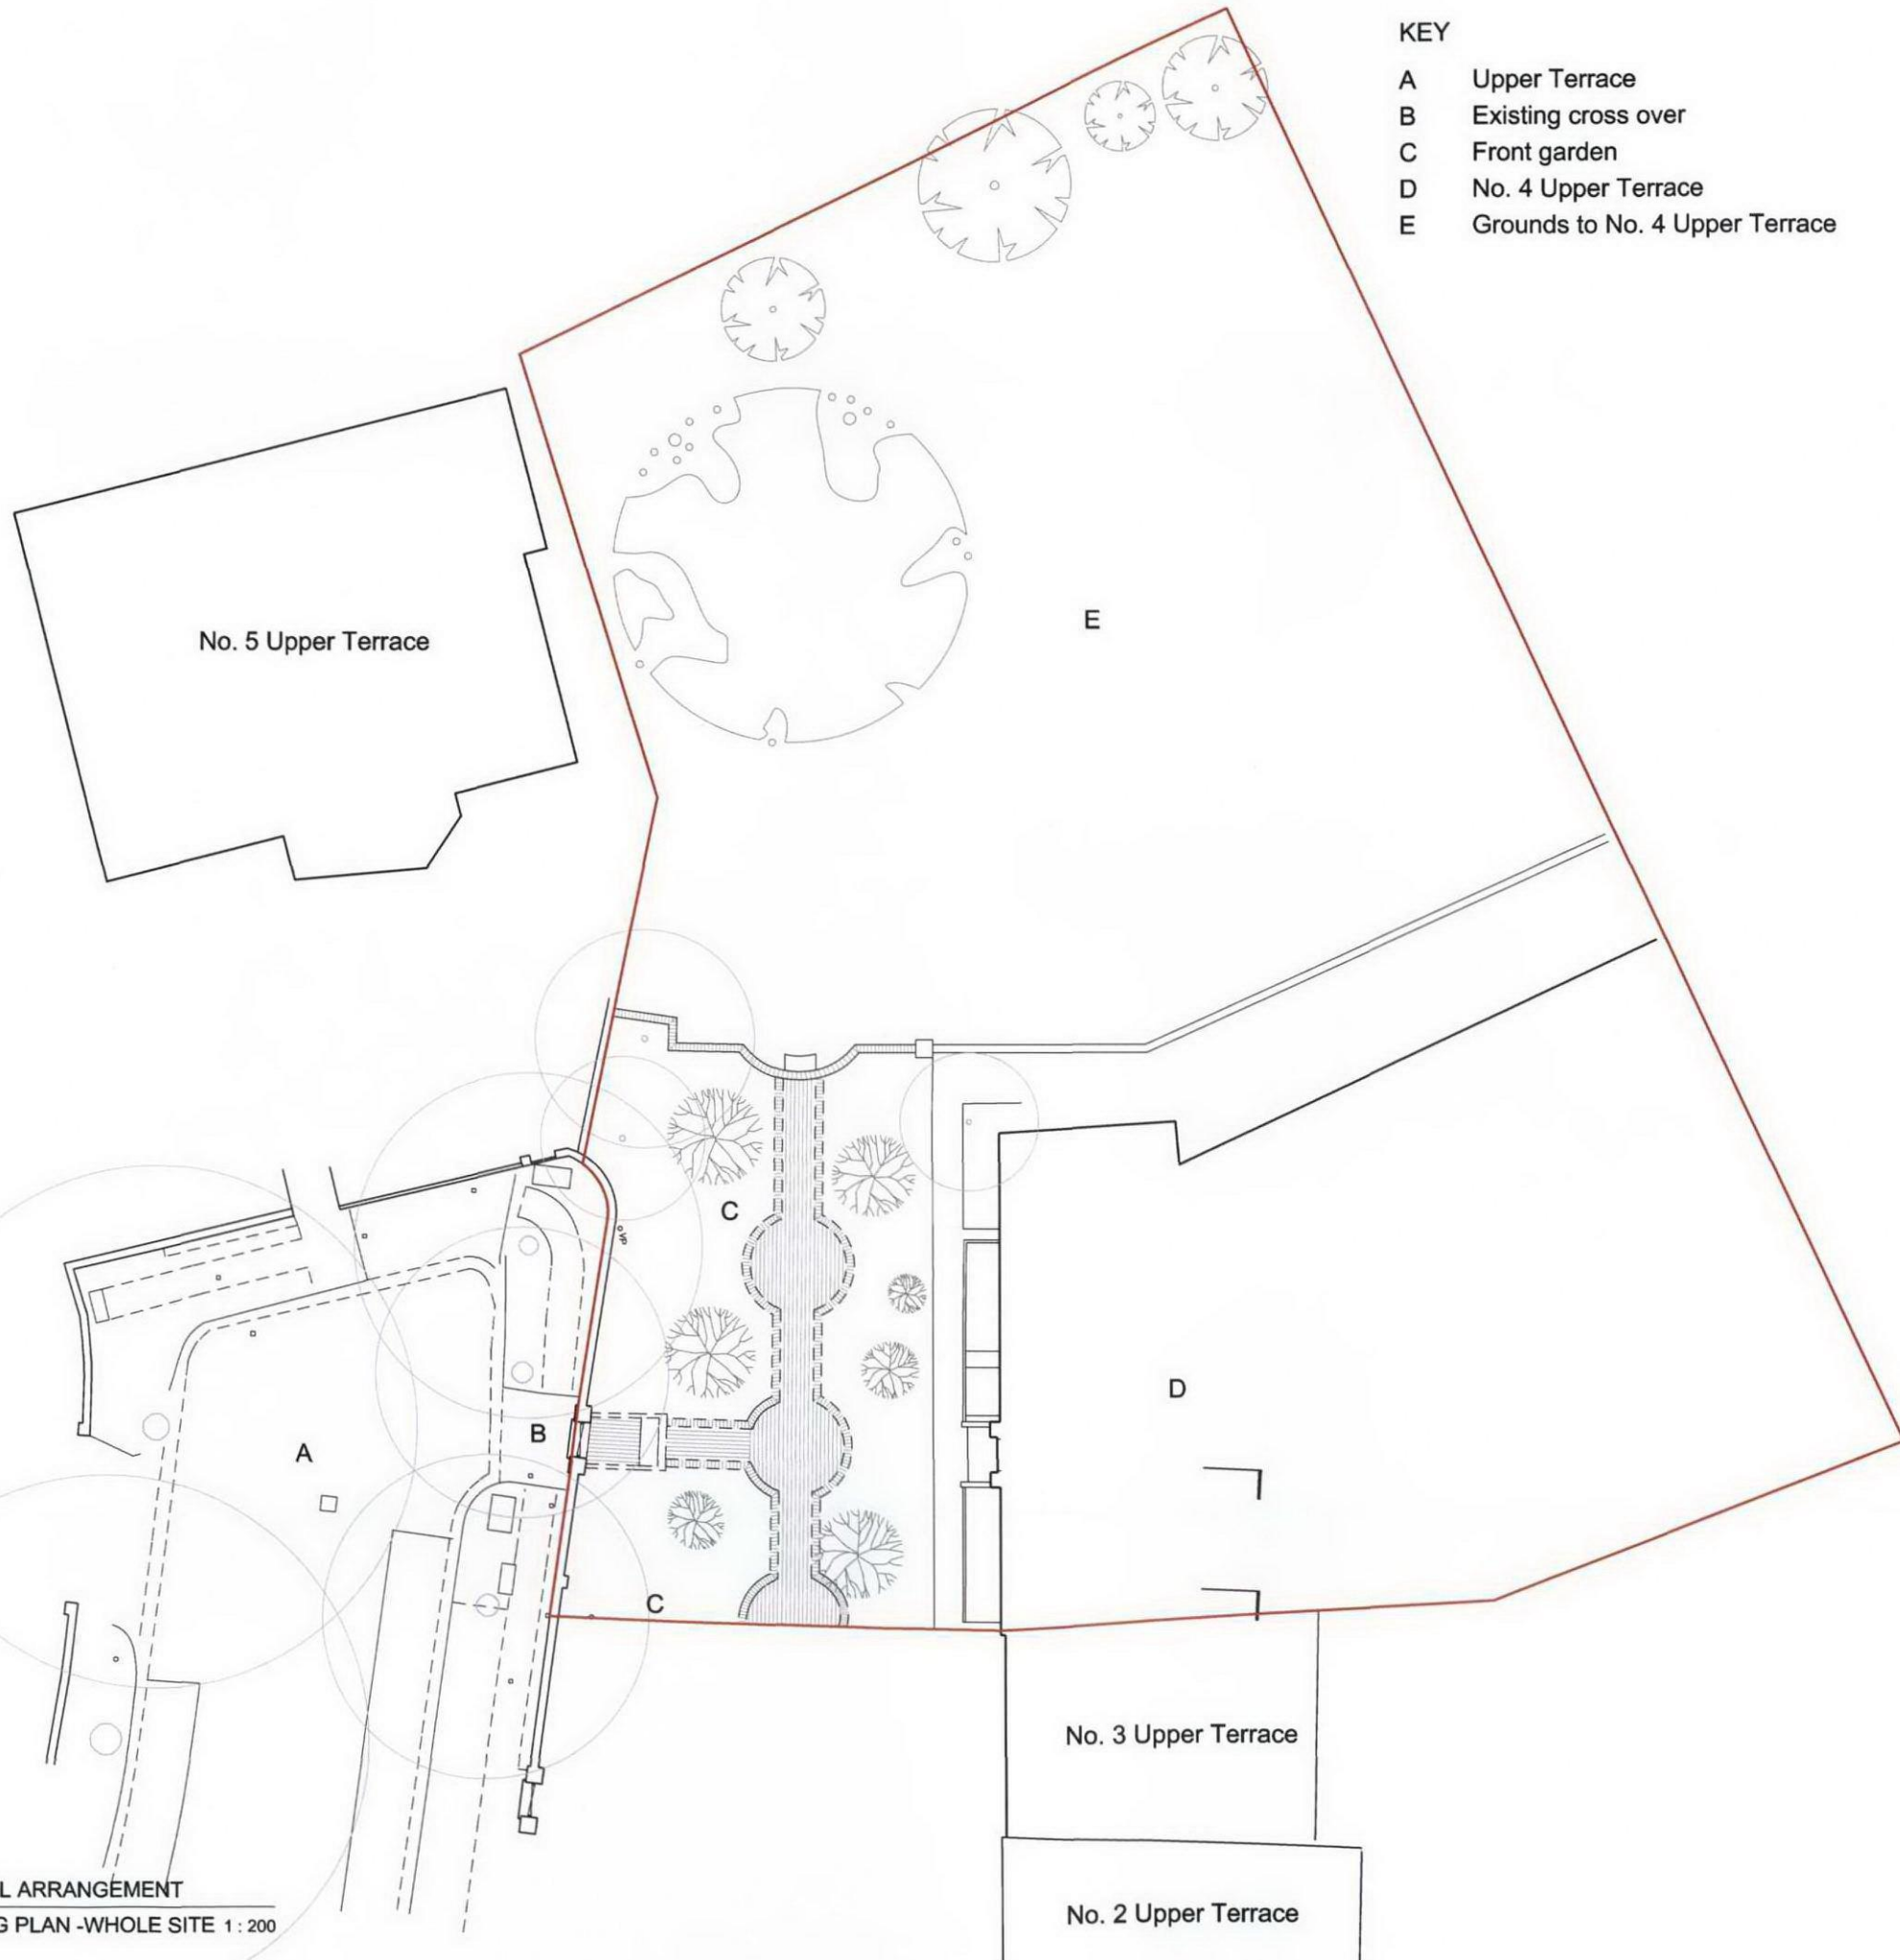 KEY
A Upper Terrace
B Existing cross over
C Front garden
D No. 4 Upper Terrace
E Grounds to No. 4 Upper Terrace
No. 5 Upper Terrace
E
C
VP
D
B
A
C
No. 3 Upper Terrace
L ARRANGEMENT
G PLAN -WHOLE SITE 1 : 200
No. 2 Upper Terrace